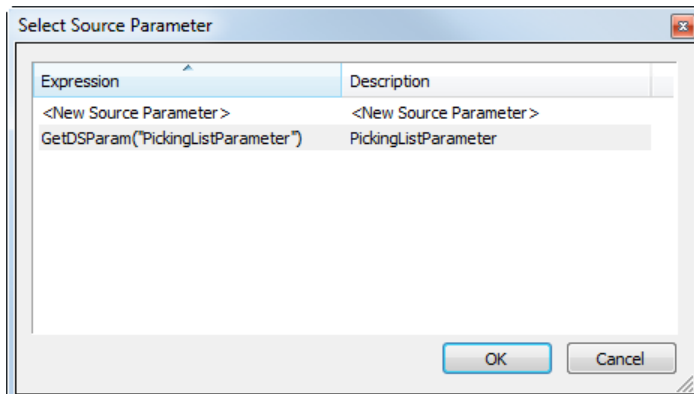 Select Source Parameter
Expression Description
<New Source Parameter> <New Source Parameter>
GetDSParam("PickingListParameter") PickingListParameter
OK Cancel